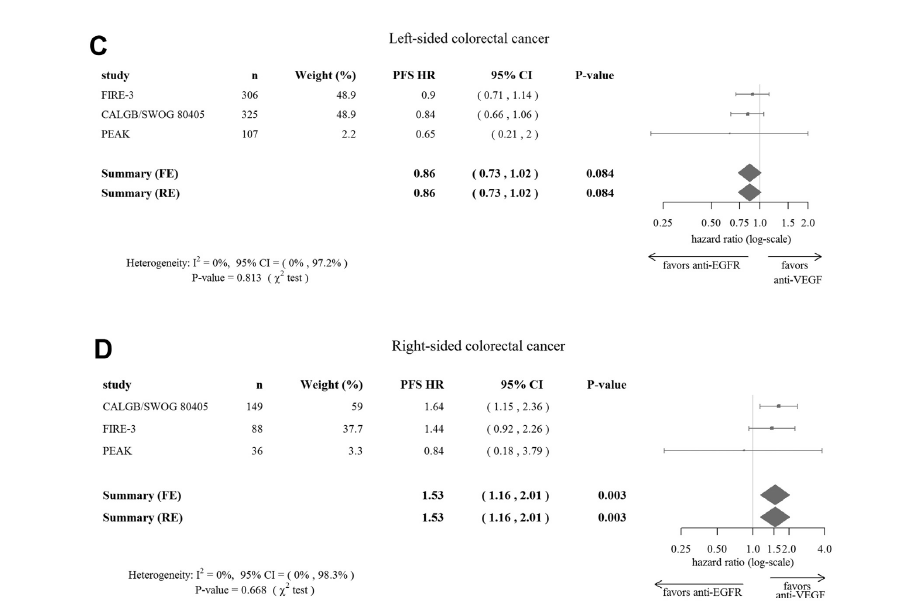 C
Left-sided colorectal cancer
study n Weight (%) PFS HR 95% CI P-value
FIRE-3 306 48.9 0.9 ( 0.71 , 1.14 )
CALGB/SWOG 80405 325 48.9 0.84 ( 0.66 , 1.06 )
PEAK 107 2.2 0.65 ( 0.21 , 2 )
Summary (FE) 0.86 ( 0.73 , 1.02 ) 0.084
Summary (RE) 0.86 ( 0.73 , 1.02 ) 0.084
0.25 0.50 0.75 1.0 1.5 2.0
hazard ratio (log-scale)
favors anti-EGFR favors
anti-VEGF
Heterogeneity: I² = 0%, 95% CI = ( 0% , 97.2% )
P-value = 0.813 ( χ² test )
D
Right-sided colorectal cancer
study n Weight (%) PFS HR 95% CI P-value
CALGB/SWOG 80405 149 59 1.64 ( 1.15 , 2.36 )
FIRE-3 88 37.7 1.44 ( 0.92 , 2.26 )
PEAK 36 3.3 0.84 ( 0.18 , 3.79 )
Summary (FE) 1.53 ( 1.16 , 2.01 ) 0.003
Summary (RE) 1.53 ( 1.16 , 2.01 ) 0.003
0.25 0.50 1.0 1.5 2.0 4.0
hazard ratio (log-scale)
favors anti-EGFR favors
anti-VEGF
Heterogeneity: I² = 0%, 95% CI = ( 0% , 98.3% )
P-value = 0.668 ( χ² test )